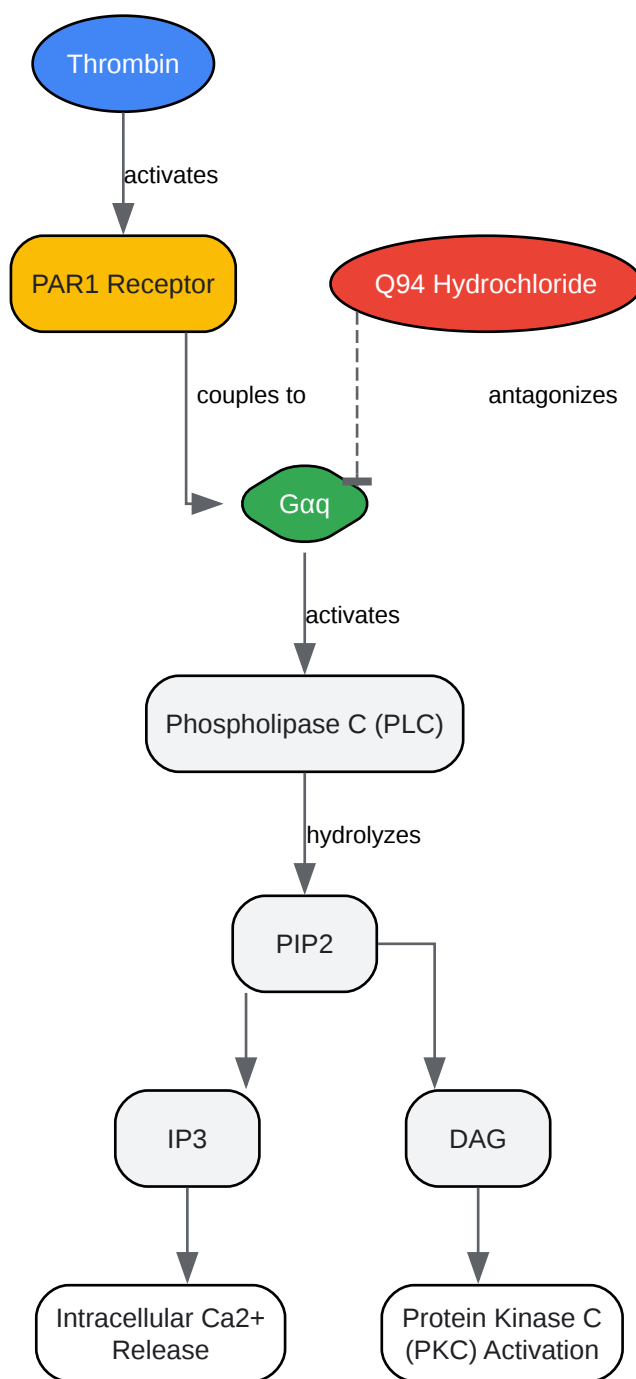 Thrombin
activates
PAR1 Receptor
Q94 Hydrochloride
couples to
antagonizes
Gαq
activates
Phospholipase C (PLC)
hydrolyzes
PIP2
IP3
DAG
Intracellular Ca2+
Release
Protein Kinase C
(PKC) Activation